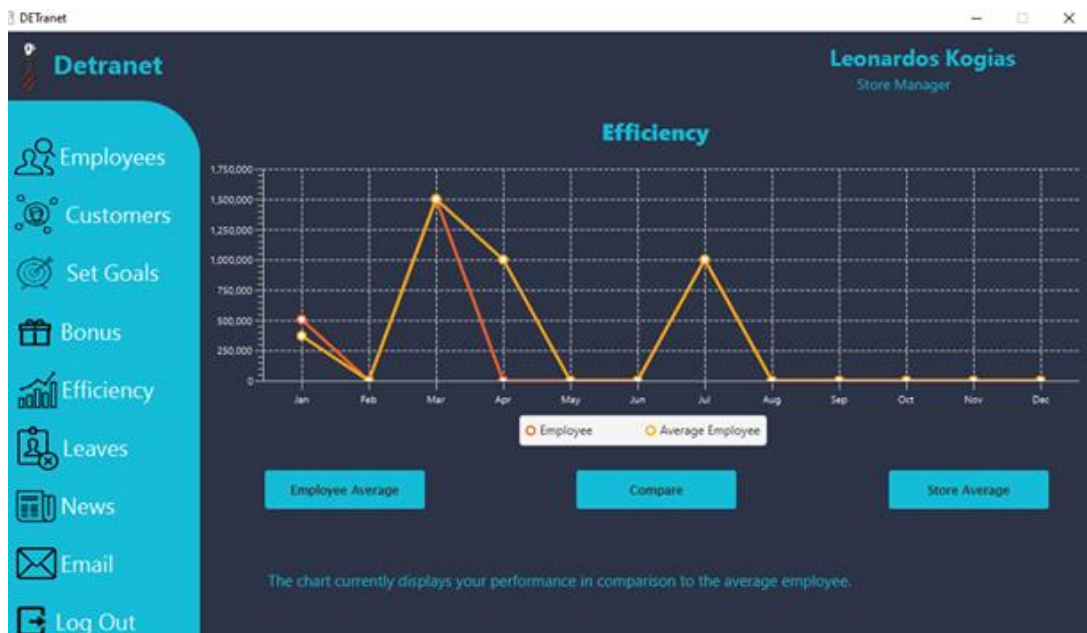 DETranet
Detranet
Leonardos Kogias
Store Manager
Employees
Customers
Set Goals
Bonus
Efficiency
Leaves
News
Email
Log Out
Efficiency
1,750,000
1,500,000
1,250,000
1,000,000
750,000
500,000
250,000
0
Jan Feb Mar Apr May Jun Jul Aug Sep Oct Nov Dec
Employee Average Employee
Employee Average Compare Store Average
The chart currently displays your performance in comparison to the average employee.